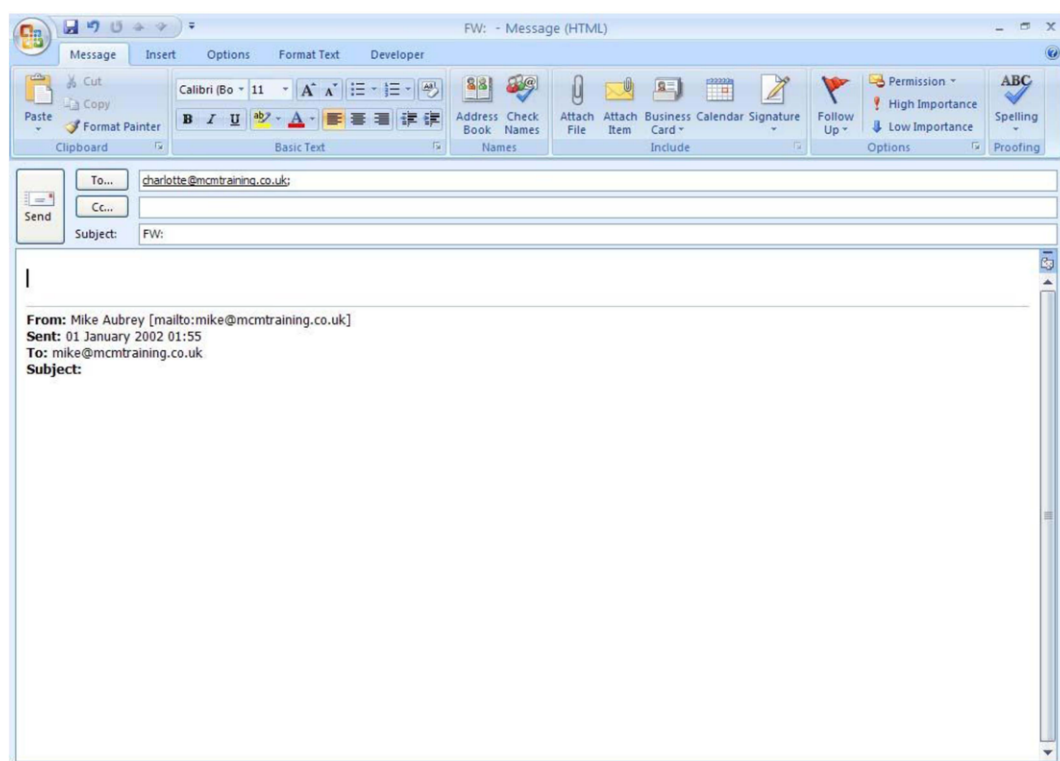 FW: - Message (HTML)
Message Insert Options Format Text Developer
Cut
Copy
Format Painter
Paste
Clipboard
Calibri (Bo 11 A A
B I U ab A
Basic Text
Address Book
Check Names
Names
Attach File
Attach Item
Business Card
Calendar
Signature
Include
Follow Up
Permission
High Importance
Low Importance
Options
ABC
Spelling
Proofing
To... charlotte@mcmtraining.co.uk;
Cc...
Send
Subject: FW:
From: Mike Aubrey [mailto:mike@mcmtraining.co.uk]
Sent: 01 January 2002 01:55
To: mike@mcmtraining.co.uk
Subject: